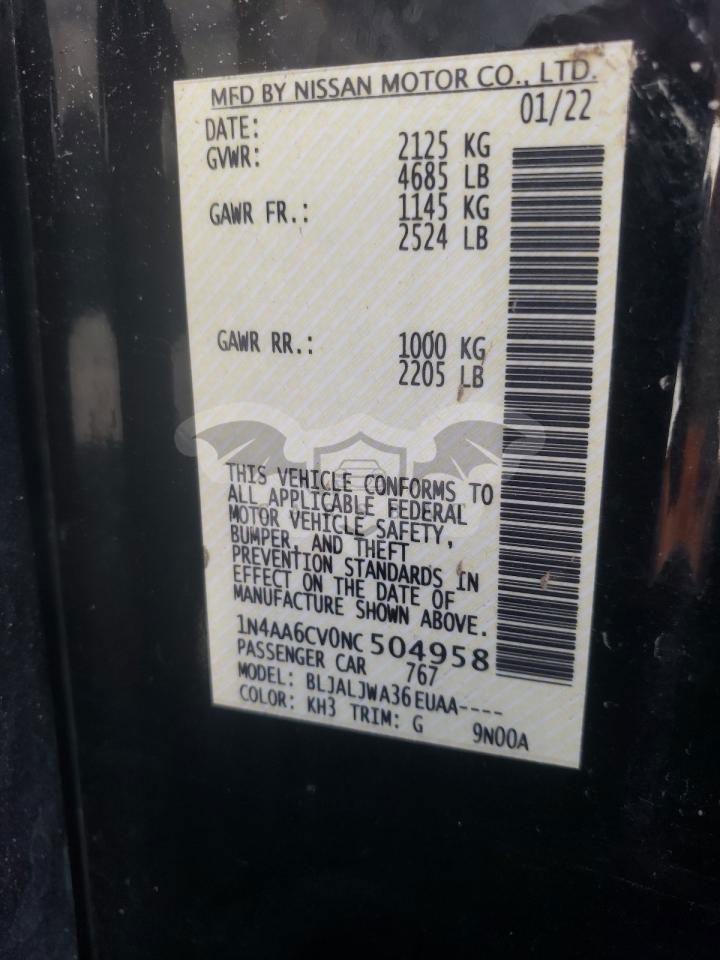 MFD BY NISSAN MOTOR CO., LTD.
DATE: 01/22
GVWR: 2125 KG
4685 LB
GAWR FR.: 1145 KG
2524 LB
GAWR RR.: 1000 KG
2205 LB
THIS VEHICLE CONFORMS TO
ALL APPLICABLE FEDERAL
MOTOR VEHICLE SAFETY,
BUMPER, AND THEFT
PREVENTION STANDARDS IN
EFFECT ON THE DATE OF
MANUFACTURE SHOWN ABOVE.
1N4AA6CV0NC504958
PASSENGER CAR 767
MODEL: BLJALJWA36EUAA----
COLOR: KH3 TRIM: G 9N00A